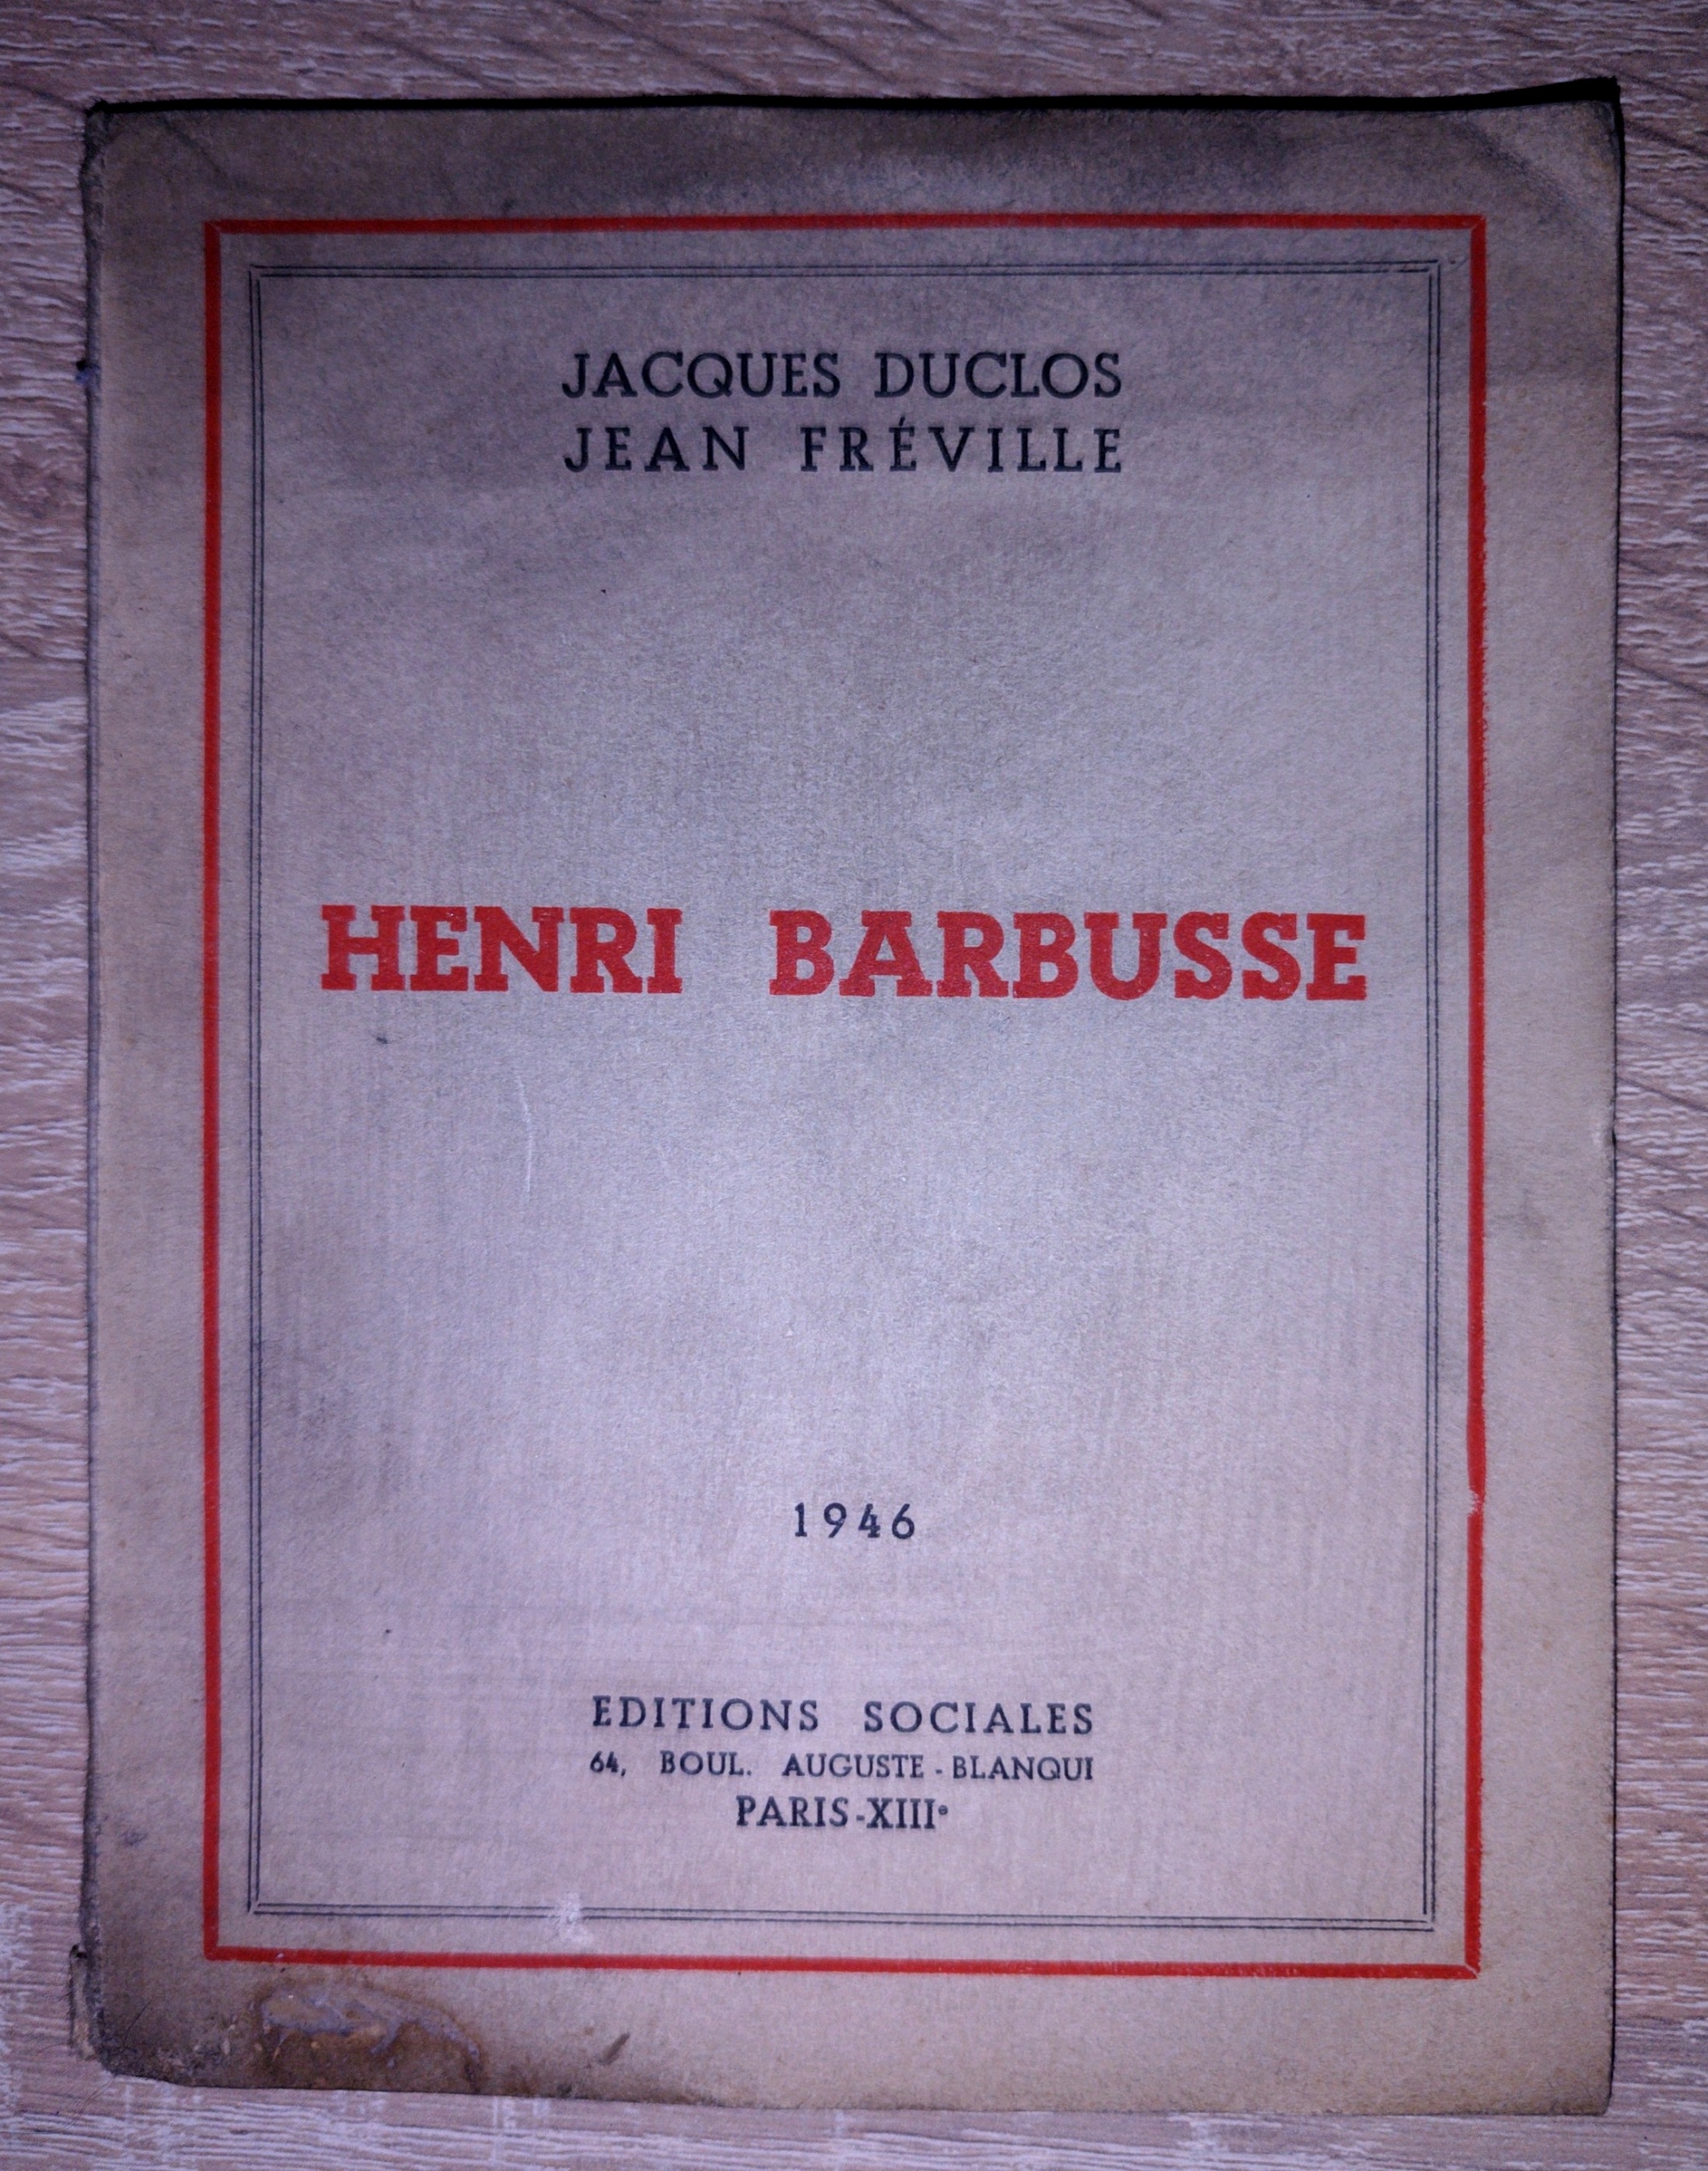 JACQUES DUCLOS
JEAN FRÉVILLE
HENRI BARBUSSE
1946
EDITIONS SOCIALES
64, BOUL. AUGUSTE-BLANQUI
PARIS-XIIIᵉ